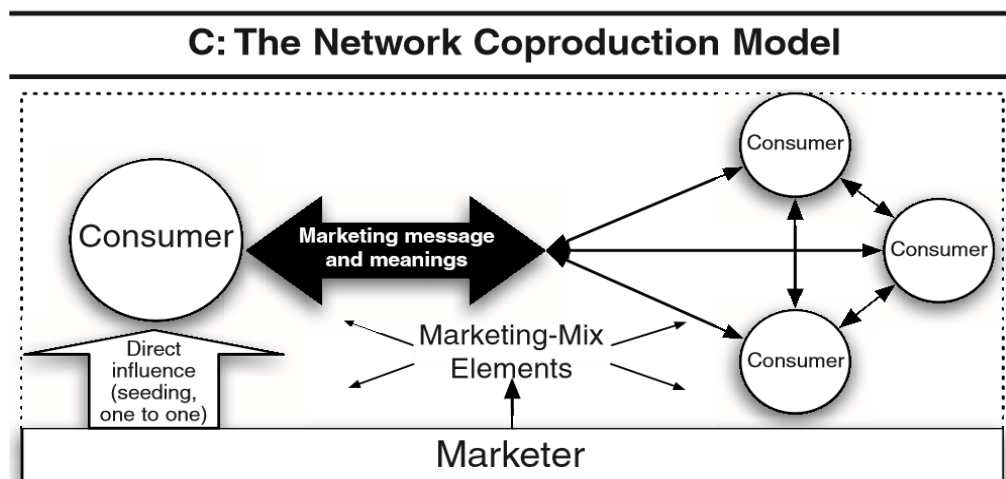 C: The Network Coproduction Model
Consumer
Consumer
Marketing message
and meanings
Consumer
Consumer
Marketing-Mix
Elements
Direct
influence
(seeding,
one to one)
Marketer